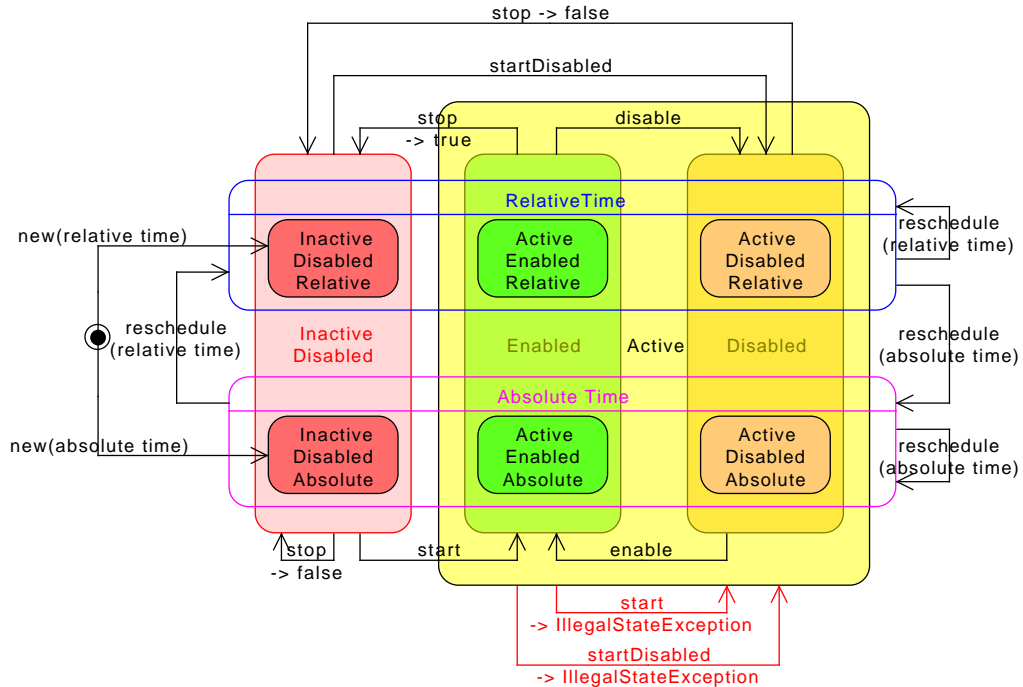 stop -> false
startDisabled
stop
-> true
disable
RelativeTime
new(relative time)
Inactive
Disabled
Relative
Active
Enabled
Relative
Active
Disabled
Relative
reschedule
(relative time)
reschedule
(relative time)
Inactive
Disabled
Enabled
Active
Disabled
reschedule
(absolute time)
Absolute Time
new(absolute time)
Inactive
Disabled
Absolute
Active
Enabled
Absolute
Active
Disabled
Absolute
reschedule
(absolute time)
stop
-> false
start
enable
start
-> IllegalStateException
startDisabled
-> IllegalStateException